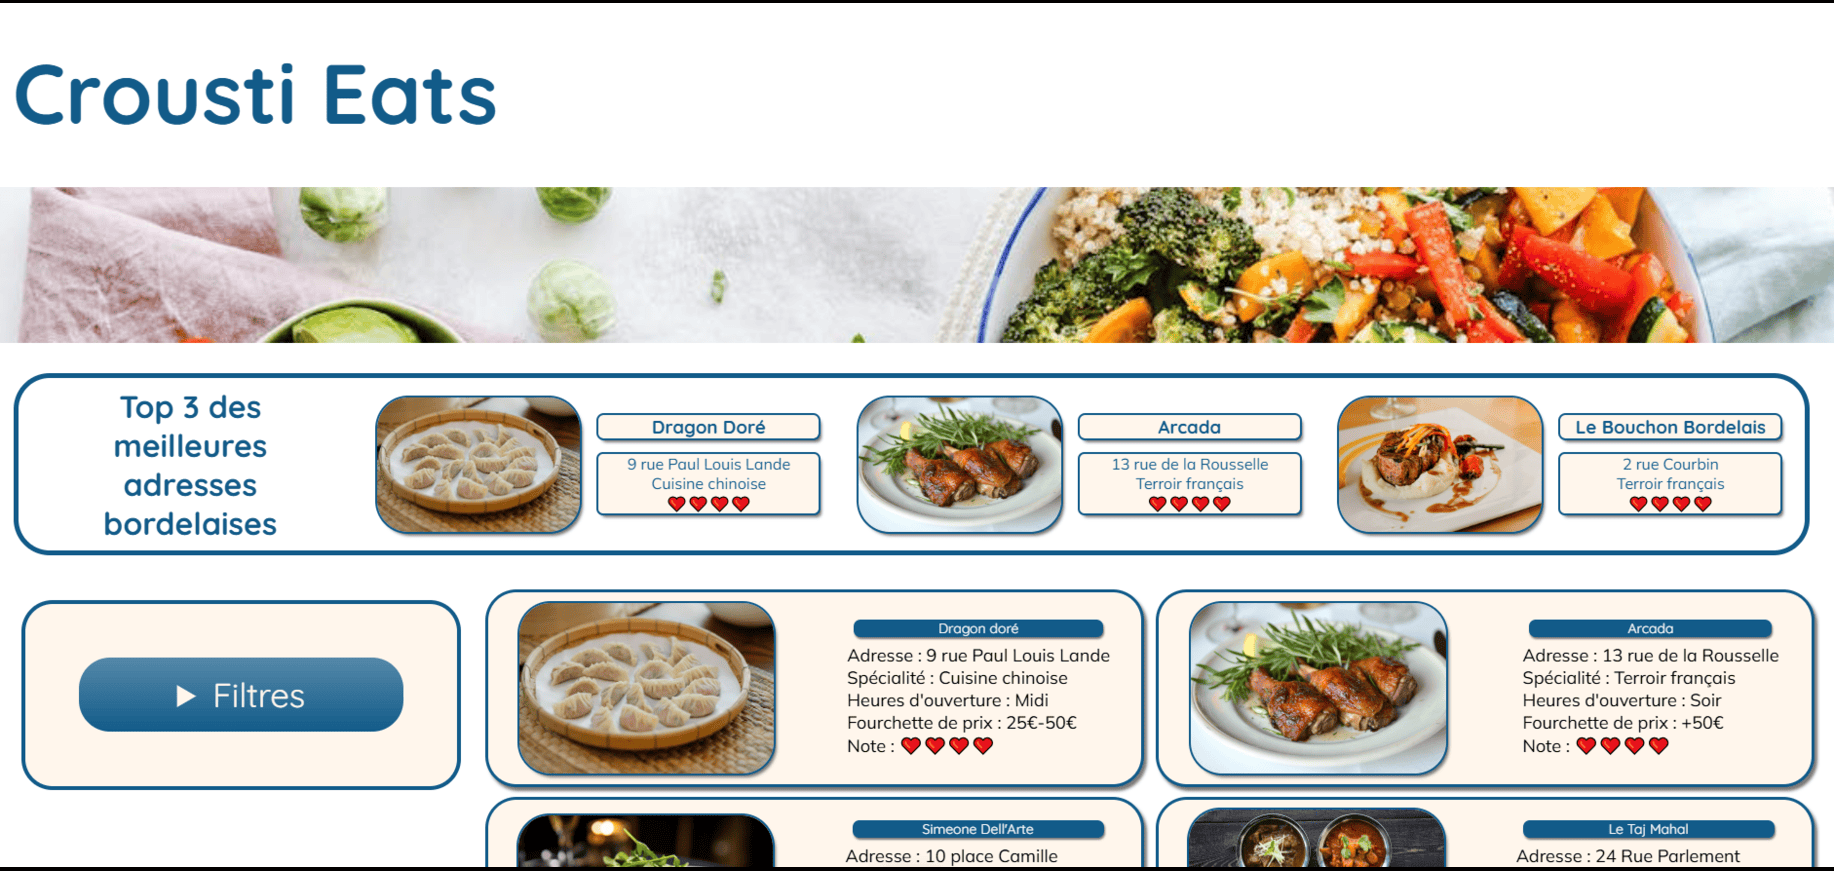 Crousti Eats
Top 3 des
meilleures
adresses
bordelaises
Dragon Doré
9 rue Paul Louis Lande
Cuisine chinoise
Arcada
13 rue de la Rousselle
Terroir français
Le Bouchon Bordelais
2 rue Courbin
Terroir français
Filtres
Dragon doré
Adresse : 9 rue Paul Louis Lande
Spécialité : Cuisine chinoise
Heures d'ouverture : Midi
Fourchette de prix : 25€-50€
Note :
Arcada
Adresse : 13 rue de la Rousselle
Spécialité : Terroir français
Heures d'ouverture : Soir
Fourchette de prix : +50€
Note :
Simeone Dell'Arte
Adresse : 10 place Camille
Le Taj Mahal
Adresse : 24 Rue Parlement